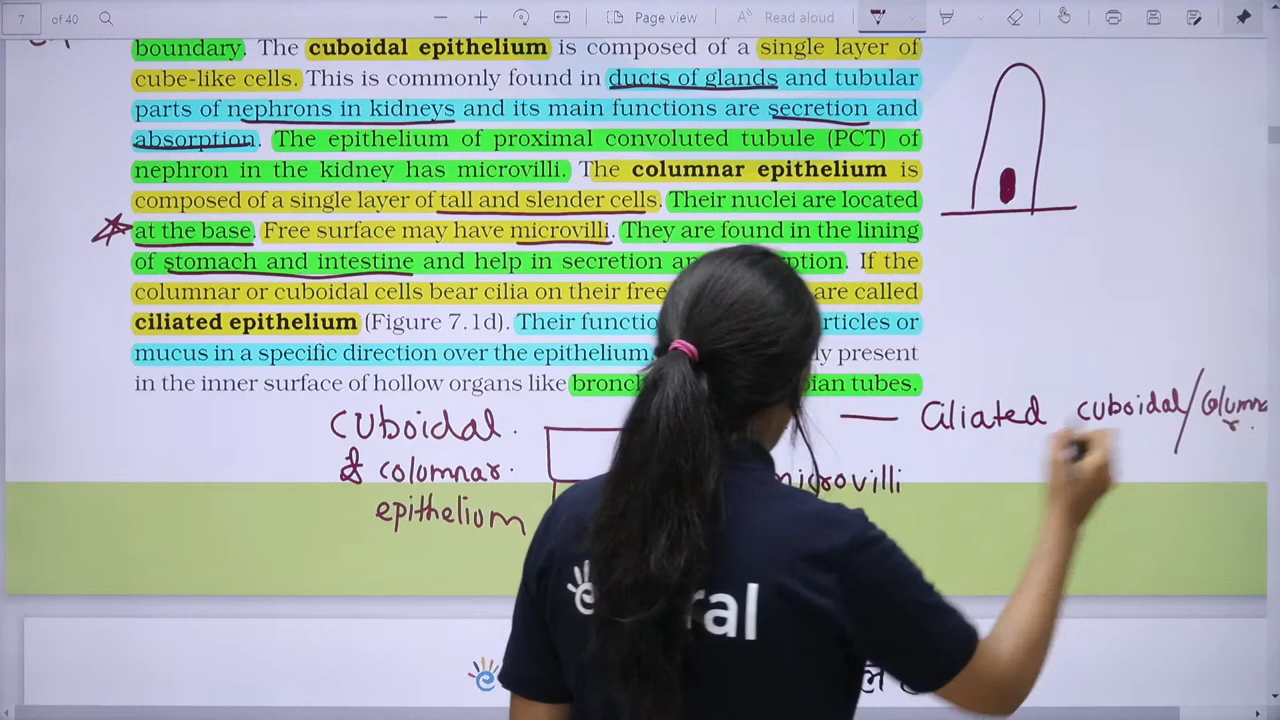 7 of 40 Page view Read aloud
boundary. The cuboidal epithelium is composed of a single layer of
cube-like cells. This is commonly found in ducts of glands and tubular
parts of nephrons in kidneys and its main functions are secretion and
absorption. The epithelium of proximal convoluted tubule (PCT) of
nephron in the kidney has microvilli. The columnar epithelium is
composed of a single layer of tall and slender cells. Their nuclei are located
at the base. Free surface may have microvilli. They are found in the lining
of stomach and intestine and help in secretion an ption. If the
columnar or cuboidal cells bear cilia on their free are called
ciliated epithelium (Figure 7.1d). Their functio rticles or
mucus in a specific direction over the epithelium. ly present
in the inner surface of hollow organs like bronch ian tubes.
cuboidal. — Ciliated cuboidal/columnar.
& columnar. microvilli
epithelium
ral